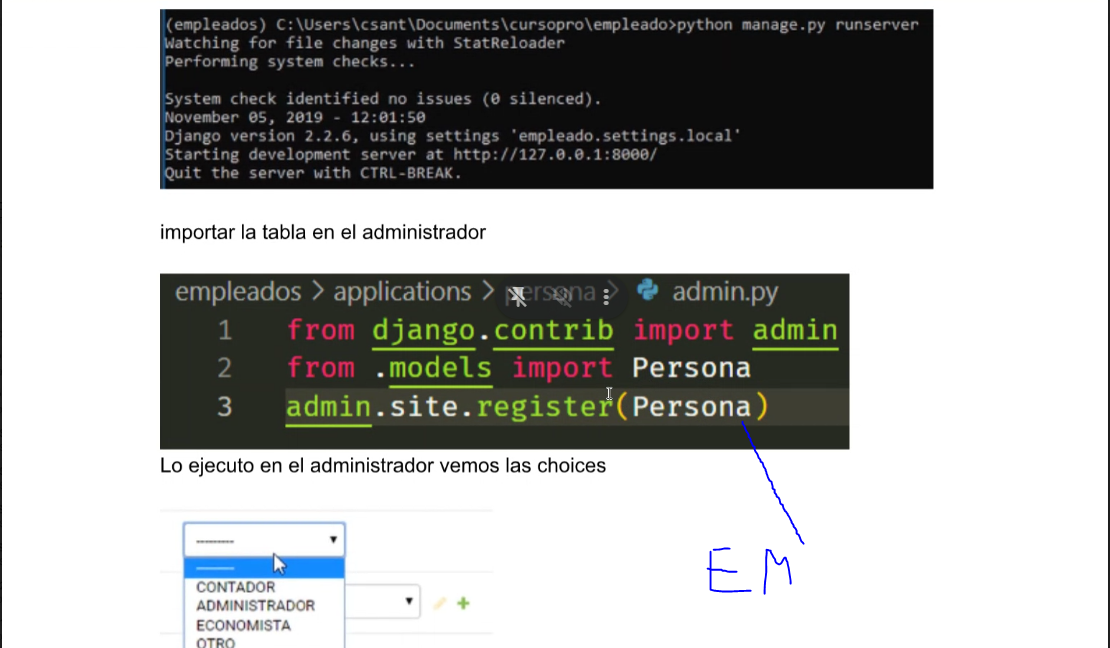 (empleados) C:\Users\csant\Documents\cursopro\empleado>python manage.py runserver
Watching for file changes with StatReloader
Performing system checks...
System check identified no issues (0 silenced).
November 05, 2019 - 12:01:50
Django version 2.2.6, using settings 'empleado.settings.local'
Starting development server at http://127.0.0.1:8000/
Quit the server with CTRL-BREAK.
importar la tabla en el administrador
empleados > applications > persona > admin.py
1 from django.contrib import admin
2 from .models import Persona
3 admin.site.register(Persona)
Lo ejecuto en el administrador vemos las choices
---------
CONTADOR
ADMINISTRADOR
ECONOMISTA
OTRO
EM